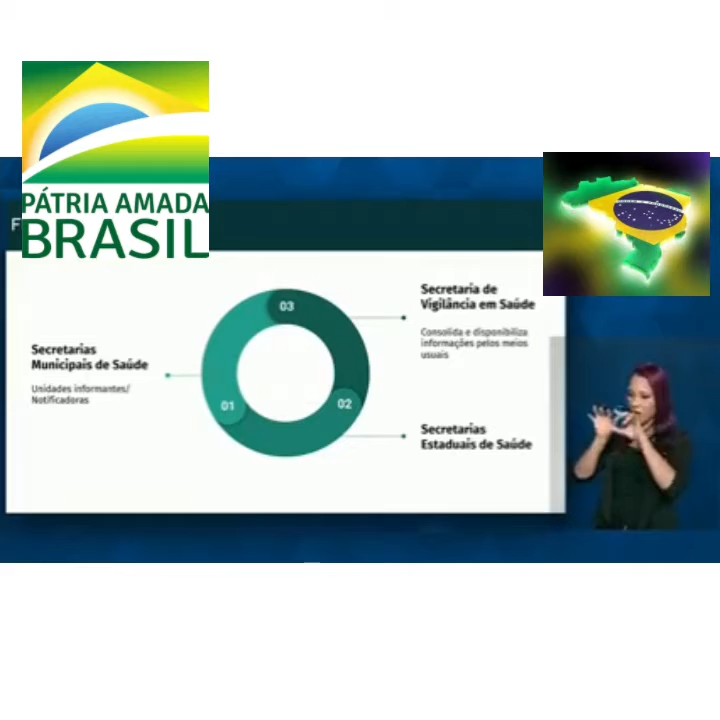 PÁTRIA AMADA
BRASIL
F
Secretarias
Municipais de Saúde
Unidades informantes/
Notificadoras
03
01
02
Secretaria de
Vigilância em Saúde
Consolida e disponibiliza
informações pelos meios
usuais
Secretarias
Estaduais de Saúde